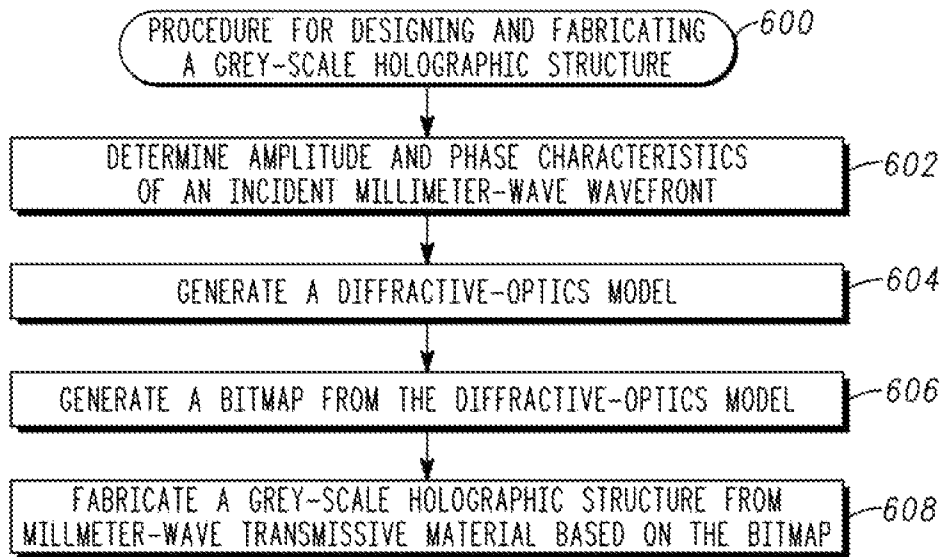 PROCEDURE FOR DESIGNING AND FABRICATING
A GREY-SCALE HOLOGRAPHIC STRUCTURE
600
DETERMINE AMPLITUDE AND PHASE CHARACTERISTICS
OF AN INCIDENT MILLIMETER-WAVE WAVEFRONT
602
GENERATE A DIFFRACTIVE-OPTICS MODEL
604
GENERATE A BITMAP FROM THE DIFFRACTIVE-OPTICS MODEL
606
FABRICATE A GREY-SCALE HOLOGRAPHIC STRUCTURE FROM
MILLMETER-WAVE TRANSMISSIVE MATERIAL BASED ON THE BITMAP
608